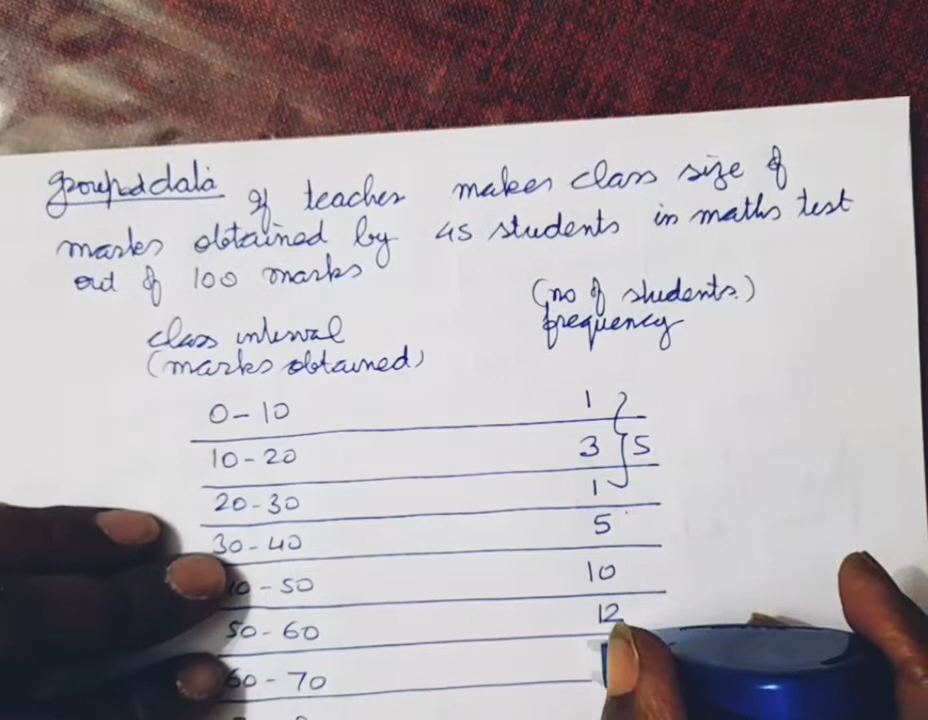 grouped data of teacher makes class size of
marks obtained by 45 students in maths test
out of 100 marks
class interval (no of students)
(marks obtained) frequency
0-10 1
10-20 3 5
20-30 1
30-40 5
-50 10
50-60 12
60-70